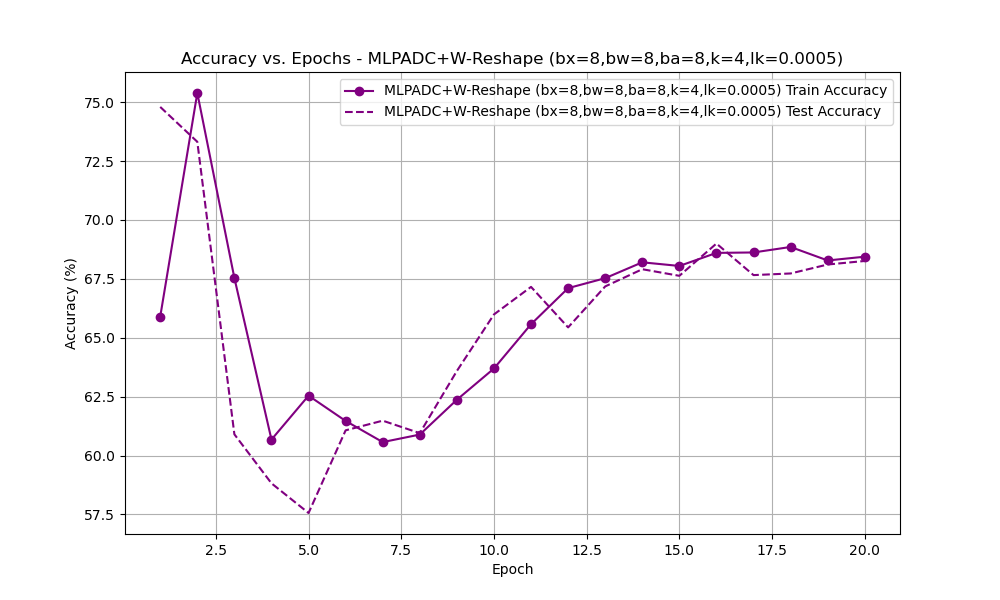 Accuracy vs. Epochs - MLPADC+W-Reshape (bx=8,bw=8,ba=8,k=4,lk=0.0005)
MLPADC+W-Reshape (bx=8,bw=8,ba=8,k=4,lk=0.0005) Train Accuracy
MLPADC+W-Reshape (bx=8,bw=8,ba=8,k=4,lk=0.0005) Test Accuracy
Accuracy (%)
75.0
72.5
70.0
67.5
65.0
62.5
60.0
57.5
2.5 5.0 7.5 10.0 12.5 15.0 17.5 20.0
Epoch